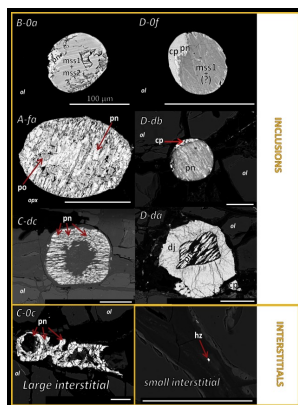 B-0a
mss1
+
mss2
ol
100 µm
D-0f
pn
cp
mss1
(?)
ol
A-fa
pn
po
opx
D-db
cp
pn
ol
C-dc
pn
ol
D-da
dj
ol
INCLUSIONS
C-0c
pn
ol
ol
Large interstitial
hz
small interstitial
INTERSTITIALS